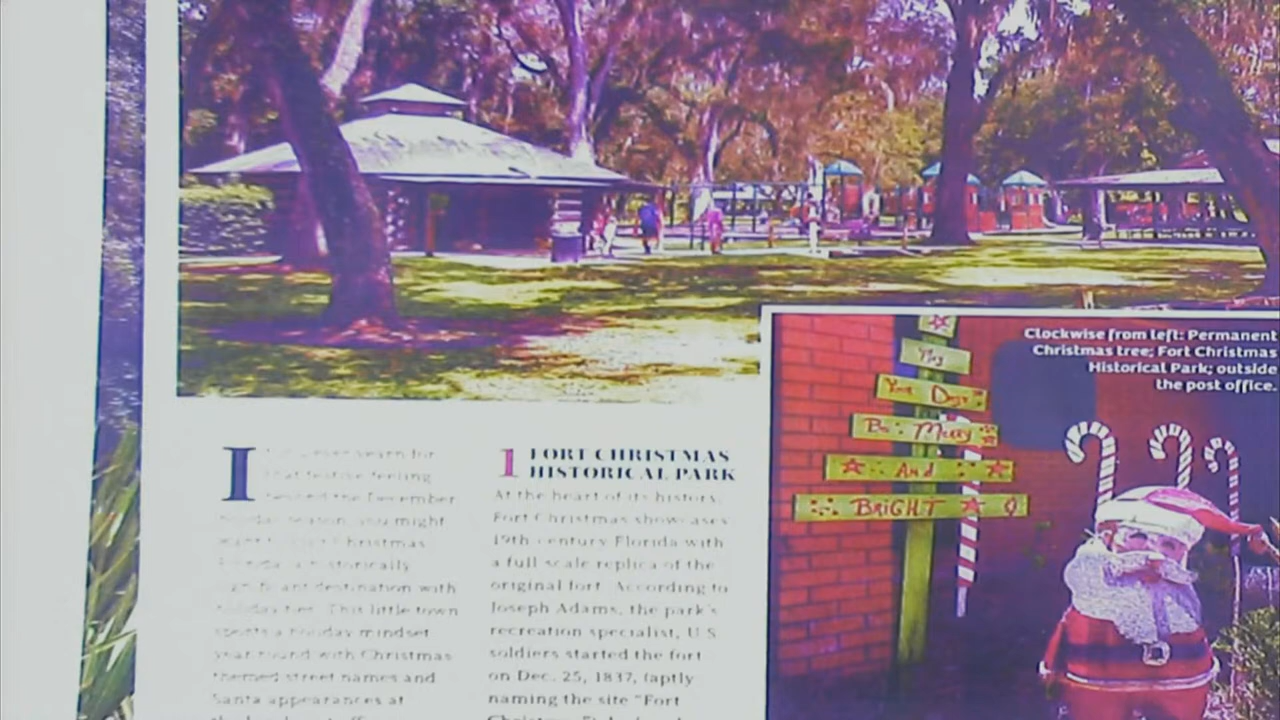 Clockwise from left: Permanent
Christmas tree; Fort Christmas
Historical Park; outside
the post office.
May
Your Days
Be Merry
And
BRIGHT
I
festive feeling
the December
season, you might
Christmas
historically
destination with
holiday ties. This little town
sports a holiday mindset
year round with Christmas
themed street names and
Santa appearances at
1 FORT CHRISTMAS
HISTORICAL PARK
At the heart of its history,
Fort Christmas showcases
19th century Florida with
a full scale replica of the
original fort. According to
Joseph Adams, the park's
recreation specialist, U.S.
soldiers started the fort
on Dec. 25, 1837, (aptly
naming the site "Fort